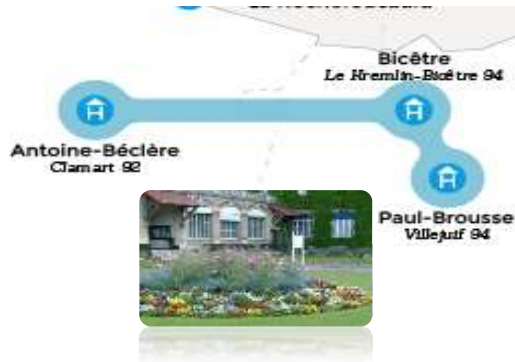 Bicêtre
Le Kremlin-Bicêtre 94
Antoine-Béclère
Clamart 92
Paul-Brousse
Villejuif 94